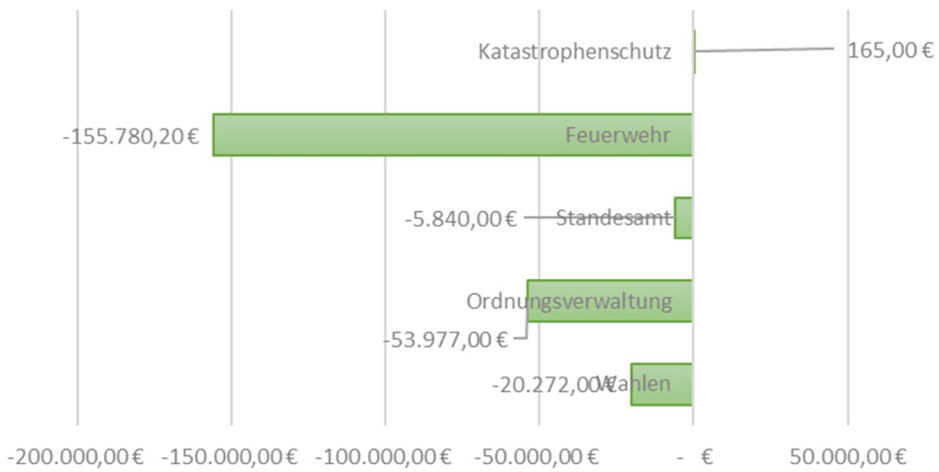 Katastrophenschutz 165,00 €
-155.780,20 € Feuerwehr
-5.840,00 € Standesamt
Ordnungsverwaltung
-53.977,00 €
-20.272,00 € Wahlen
-200.000,00 € -150.000,00 € -100.000,00 € -50.000,00 € - € 50.000,00 €